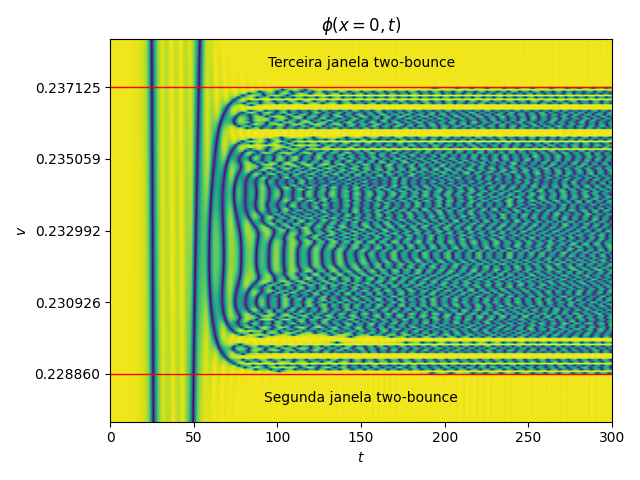 ϕ(x = 0, t)
Terceira janela two-bounce
0.237125
0.235059
v
0.232992
0.230926
0.228860
Segunda janela two-bounce
0 50 100 150 200 250 300
t